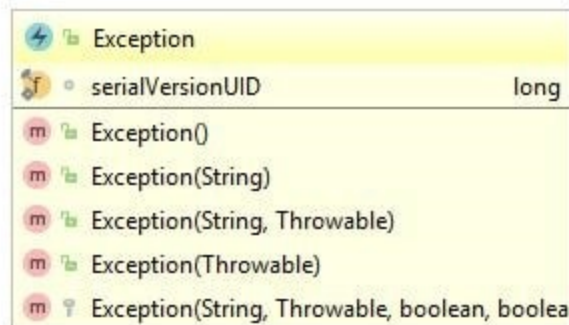 Exception
serialVersionUID long
Exception()
Exception(String)
Exception(String, Throwable)
Exception(Throwable)
Exception(String, Throwable, boolean, boolea